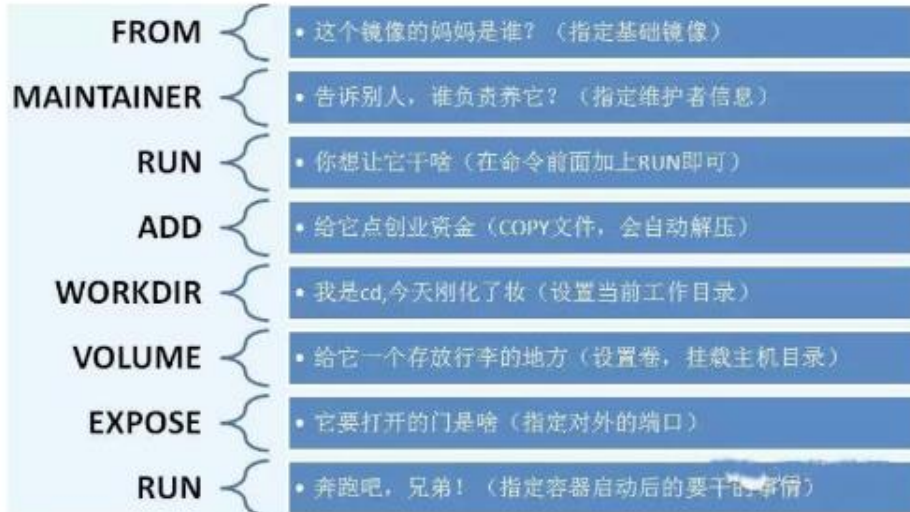 FROM
• 这个镜像的妈妈是谁？（指定基础镜像）
MAINTAINER
• 告诉别人，谁负责养它？（指定维护者信息）
RUN
• 你想让它干啥（在命令前面加上RUN即可）
ADD
• 给它点创业资金（COPY文件，会自动解压）
WORKDIR
• 我是cd,今天刚化了妆（设置当前工作目录）
VOLUME
• 给它一个存放行李的地方（设置卷，挂载主机目录）
EXPOSE
• 它要打开的门是啥（指定对外的端口）
RUN
• 奔跑吧，兄弟！（指定容器启动后的要干的事情）